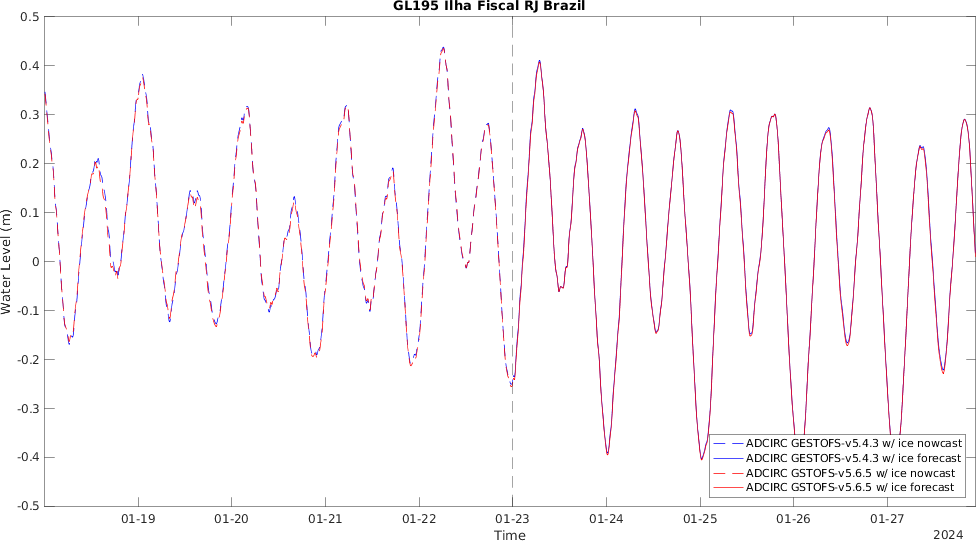 GL195 Ilha Fiscal RJ Brazil
0.5
0.4
0.3
0.2
0.1
0
-0.1
-0.2
-0.3
-0.4
-0.5
Water Level (m)
ADCIRC GESTOFS-v5.4.3 w/ ice nowcast
ADCIRC GESTOFS-v5.4.3 w/ ice forecast
ADCIRC GSTOFS-v5.6.5 w/ ice nowcast
ADCIRC GSTOFS-v5.6.5 w/ ice forecast
01-19 01-20 01-21 01-22 01-23 01-24 01-25 01-26 01-27
Time
2024